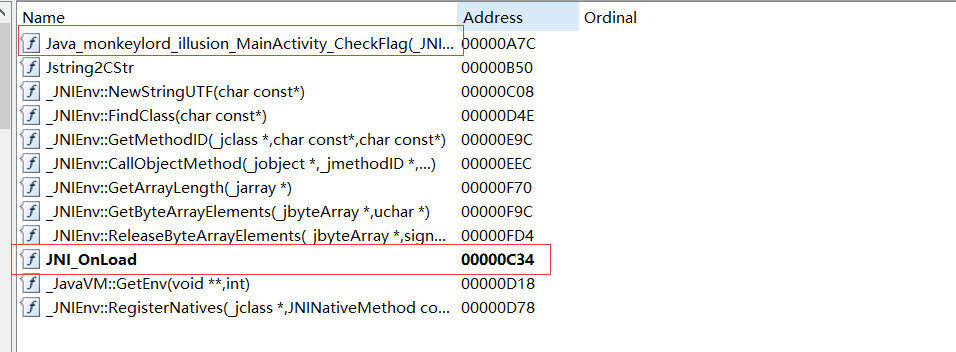 Name Address Ordinal
Java_monkeylord_illusion_MainActivity_CheckFlag(_JNI... 00000A7C
Jstring2CStr 00000B50
_JNIEnv::NewStringUTF(char const*) 00000C08
_JNIEnv::FindClass(char const*) 00000D4E
_JNIEnv::GetMethodID(_jclass *,char const*,char const*) 00000E9C
_JNIEnv::CallObjectMethod(_jobject *,_jmethodID *,...) 00000EEC
_JNIEnv::GetArrayLength(_jarray *) 00000F70
_JNIEnv::GetByteArrayElements(_jbyteArray *,uchar *) 00000F9C
_JNIEnv::ReleaseByteArrayElements(_jbyteArray *,sign... 00000FD4
JNI_OnLoad 00000C34
_JavaVM::GetEnv(void **,int) 00000D18
_JNIEnv::RegisterNatives(_jclass *,JNINativeMethod co... 00000D78